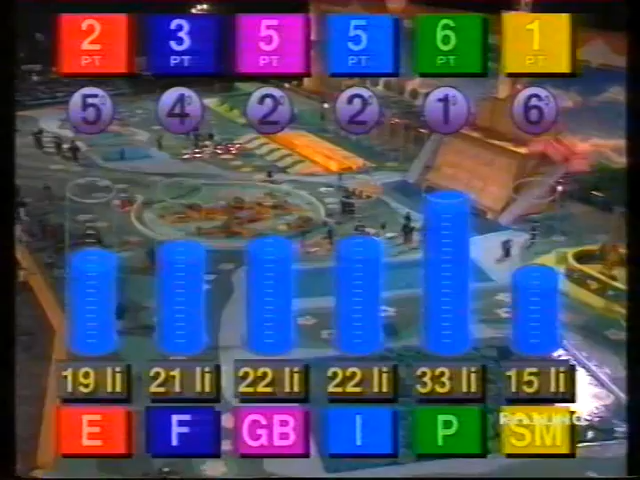 2 3 5 5 6 1
PT PT PT PT PT PT
5° 4° 2° 2° 1° 6°
19 li 21 li 22 li 22 li 33 li 15 li
RAIUNO
E F GB I P SM